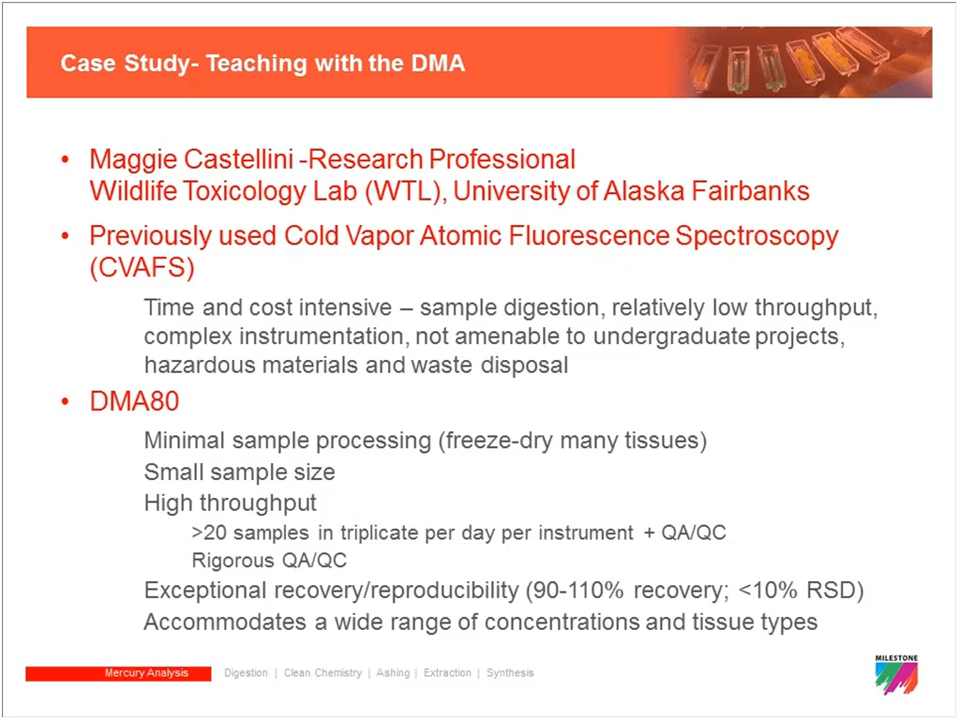 Case Study- Teaching with the DMA
• Maggie Castellini -Research Professional
Wildlife Toxicology Lab (WTL), University of Alaska Fairbanks
• Previously used Cold Vapor Atomic Fluorescence Spectroscopy
(CVAFS)
Time and cost intensive – sample digestion, relatively low throughput,
complex instrumentation, not amenable to undergraduate projects,
hazardous materials and waste disposal
• DMA80
Minimal sample processing (freeze-dry many tissues)
Small sample size
High throughput
>20 samples in triplicate per day per instrument + QA/QC
Rigorous QA/QC
Exceptional recovery/reproducibility (90-110% recovery; <10% RSD)
Accommodates a wide range of concentrations and tissue types
Mercury Analysis Digestion | Clean Chemistry | Ashing | Extraction | Synthesis
MILESTONE